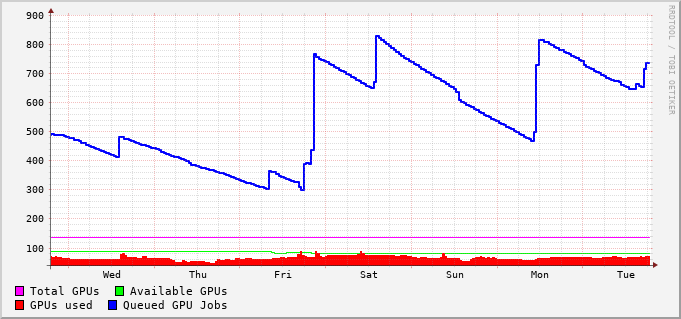 900
800
700
600
500
400
300
200
100
Wed Thu Fri Sat Sun Mon Tue
Total GPUs Available GPUs
GPUs used Queued GPU Jobs
RRDTOOL / TOBI OETIKER